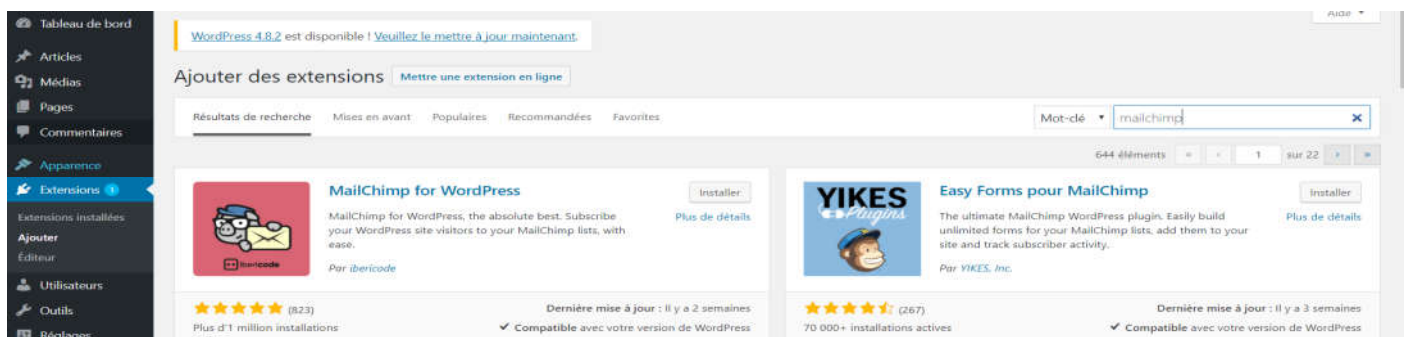 Tableau de bord
Articles
Médias
Pages
Commentaires
Apparence
Extensions 1
Extensions installées
Ajouter
Éditeur
Utilisateurs
Outils
Réglages
Aide
WordPress 4.8.2 est disponible ! Veuillez le mettre à jour maintenant.
Ajouter des extensions Mettre une extension en ligne
Résultats de recherche Mises en avant Populaires Recommandées Favorites Mot-clé mailchimp
644 éléments « ‹ 1 sur 22 › »
MailChimp for WordPress
Installer
MailChimp for WordPress, the absolute best. Subscribe
your WordPress site visitors to your MailChimp lists, with
ease.
Plus de détails
Par ibericode
ibericode
(823)
Plus d'1 million installations
Dernière mise à jour : Il y a 2 semaines
Compatible avec votre version de WordPress
YIKES
Plugins
Easy Forms pour MailChimp
Installer
The ultimate MailChimp WordPress plugin. Easily build
unlimited forms for your MailChimp lists, add them to your
site and track subscriber activity.
Plus de détails
Par YIKES, Inc.
(267)
70 000+ installations actives
Dernière mise à jour : Il y a 3 semaines
Compatible avec votre version de WordPress